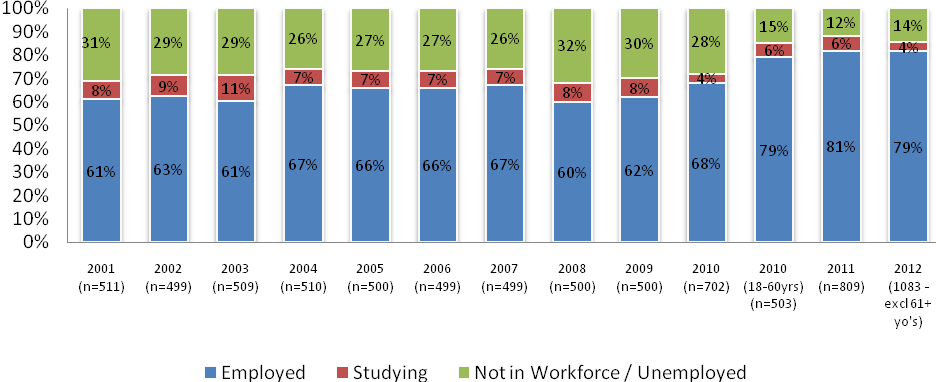 100%
90%
80%
70%
60%
50%
40%
30%
20%
10%
0%
31% 29% 29% 26% 27% 27% 26% 32% 30% 28% 15% 12% 14%
8% 9% 11% 7% 7% 7% 7% 8% 8% 4% 6% 6% 4%
61% 63% 61% 67% 66% 66% 67% 60% 62% 68% 79% 81% 79%
2001 2002 2003 2004 2005 2006 2007 2008 2009 2010 2010 2011 2012
(n=511) (n=499) (n=509) (n=510) (n=500) (n=499) (n=499) (n=500) (n=500) (n=702) (18-60yrs) (n=809) (1083 -
n=503) excl 61+
yo's)
Employed Studying Not in Workforce / Unemployed